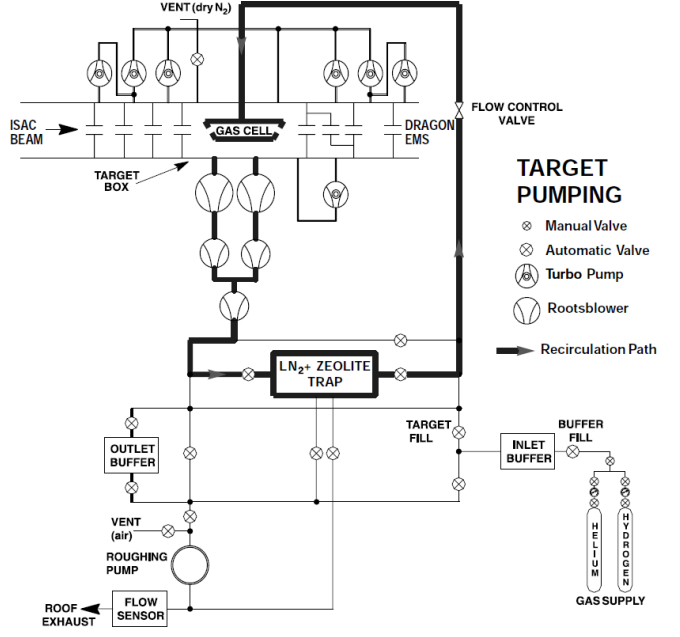 VENT (dry N₂)
ISAC
BEAM
GAS CELL
DRAGON
EMS
FLOW CONTROL
VALVE
TARGET
BOX
TARGET
PUMPING
Manual Valve
Automatic Valve
Turbo Pump
Rootsblower
Recirculation Path
LN₂+ ZEOLITE
TRAP
OUTLET
BUFFER
TARGET
FILL
BUFFER
FILL
INLET
BUFFER
VENT
(air)
ROUGHING
PUMP
HELIUM
HYDROGEN
GAS SUPPLY
ROOF
EXHAUST
FLOW
SENSOR